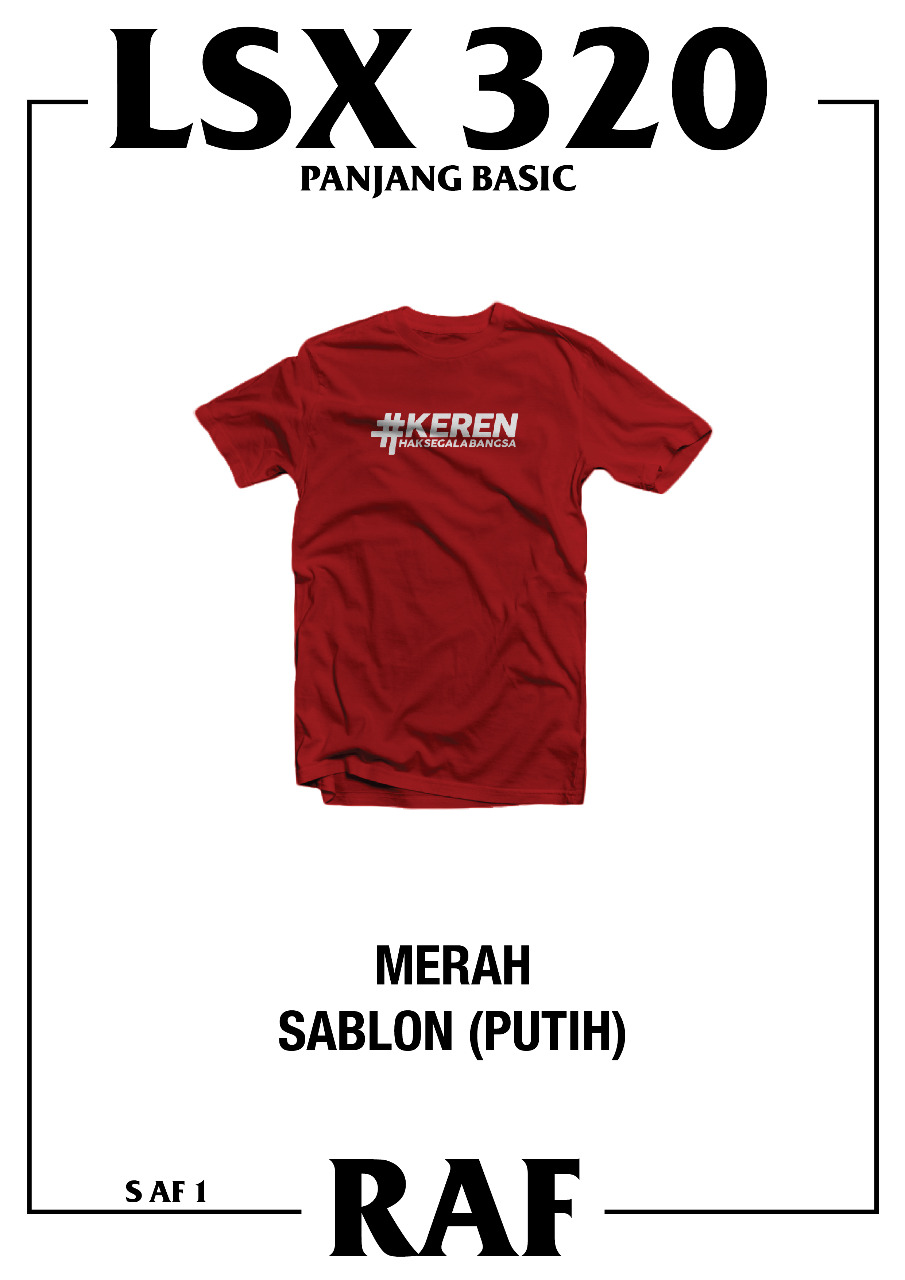 LSX 320
PANJANG BASIC
#KEREN
HAKSEGALABANGSA
MERAH
SABLON (PUTIH)
S AF 1
RAF